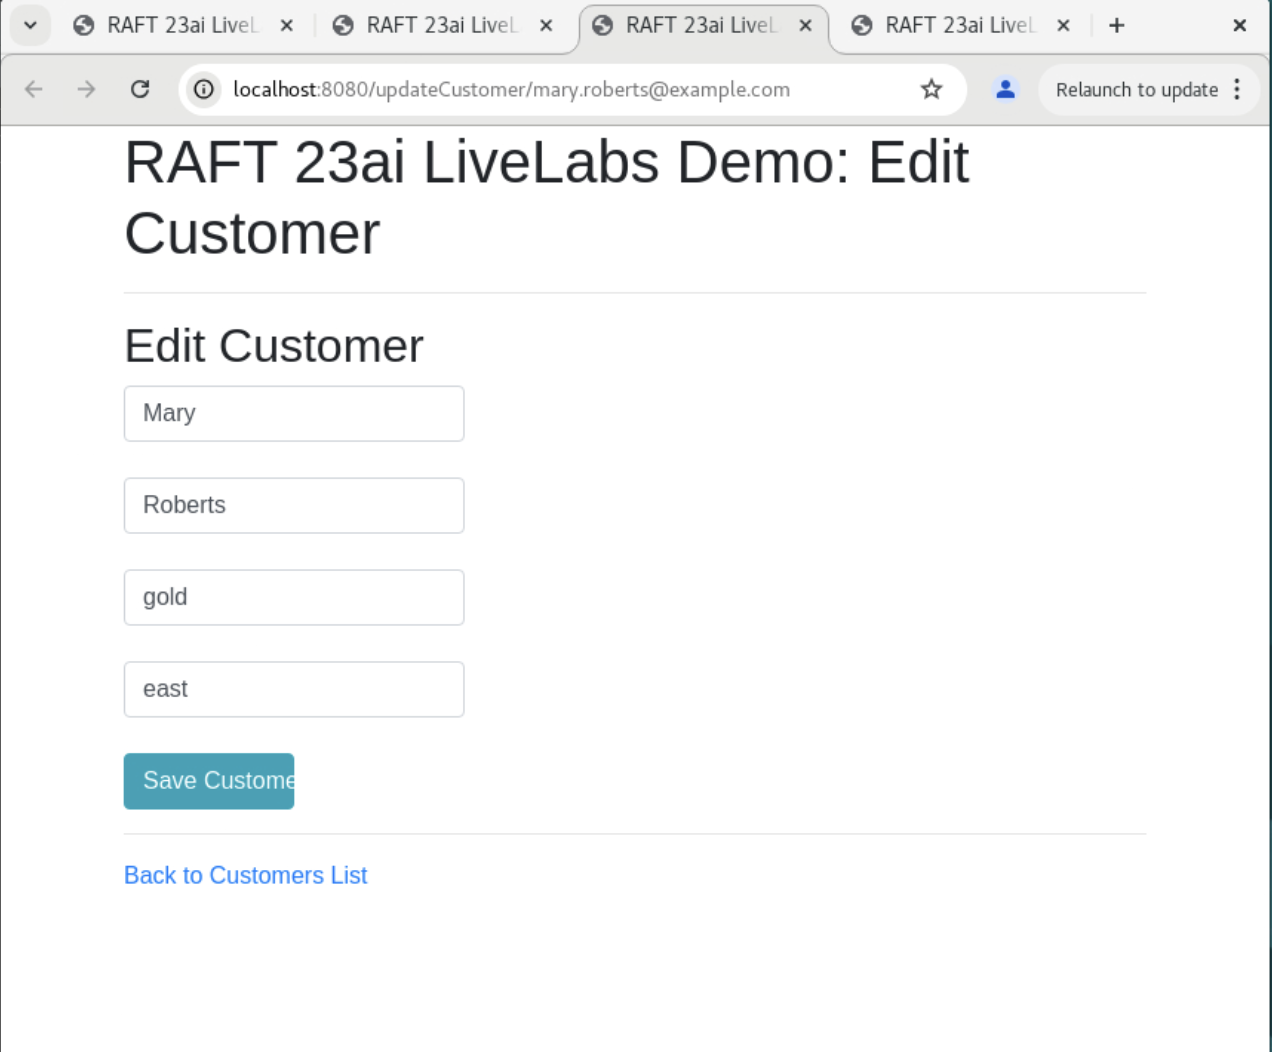 RAFT 23ai LiveL
RAFT 23ai LiveL
RAFT 23ai LiveL
RAFT 23ai LiveL
localhost:8080/updateCustomer/mary.roberts@example.com
Relaunch to update
RAFT 23ai LiveLabs Demo: Edit
Customer
Edit Customer
Mary
Roberts
gold
east
Save Custome
Back to Customers List